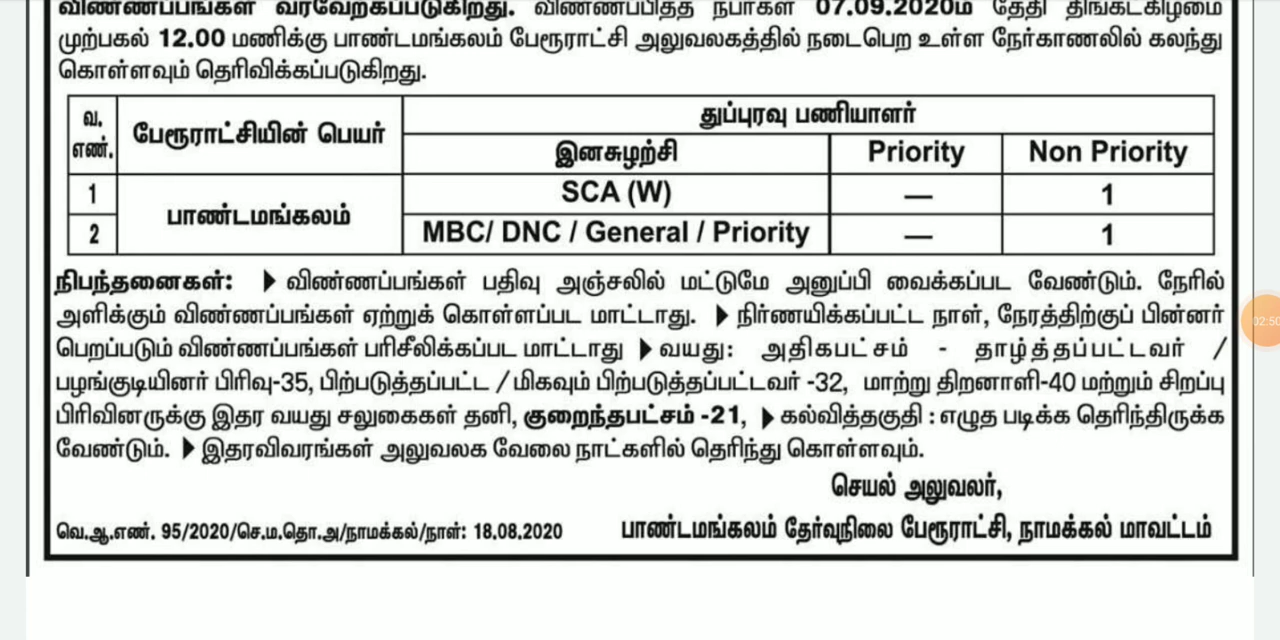 விண்ணப்பங்கள் வரவேற்கப்படுகிறது. விண்ணப்பித்த நபர்கள் 07.09.2020ம் தேதி திங்கட்கிழமை
முற்பகல் 12.00 மணிக்கு பாண்டமங்கலம் பேரூராட்சி அலுவலகத்தில் நடைபெற உள்ள நேர்காணலில் கலந்து
கொள்ளவும் தெரிவிக்கப்படுகிறது.
வ. எண். பேரூராட்சியின் பெயர் துப்புரவு பணியாளர்
இனசுழற்சி Priority Non Priority
1 பாண்டமங்கலம் SCA (W) — 1
2 MBC/ DNC / General / Priority — 1
நிபந்தனைகள்: விண்ணப்பங்கள் பதிவு அஞ்சலில் மட்டுமே அனுப்பி வைக்கப்பட வேண்டும். நேரில்
அளிக்கும் விண்ணப்பங்கள் ஏற்றுக் கொள்ளப்பட மாட்டாது. நிர்ணயிக்கப்பட்ட நாள், நேரத்திற்குப் பின்னர்
பெறப்படும் விண்ணப்பங்கள் பரிசீலிக்கப்பட மாட்டாது வயது: அதிகபட்சம் - தாழ்த்தப்பட்டவர் /
பழங்குடியினர் பிரிவு-35, பிற்படுத்தப்பட்ட / மிகவும் பிற்படுத்தப்பட்டவர் -32, மாற்று திறனாளி-40 மற்றும் சிறப்பு
பிரிவினருக்கு இதர வயது சலுகைகள் தனி, குறைந்தபட்சம் -21, கல்வித்தகுதி : எழுத படிக்க தெரிந்திருக்க
வேண்டும். இதரவிவரங்கள் அலுவலக வேலை நாட்களில் தெரிந்து கொள்ளவும்.
செயல் அலுவலர்,
வெ.ஆ.எண். 95/2020/செ.ம.தொ.அ/நாமக்கல்/நாள்: 18.08.2020 பாண்டமங்கலம் தேர்வுநிலை பேரூராட்சி, நாமக்கல் மாவட்டம்
02:50